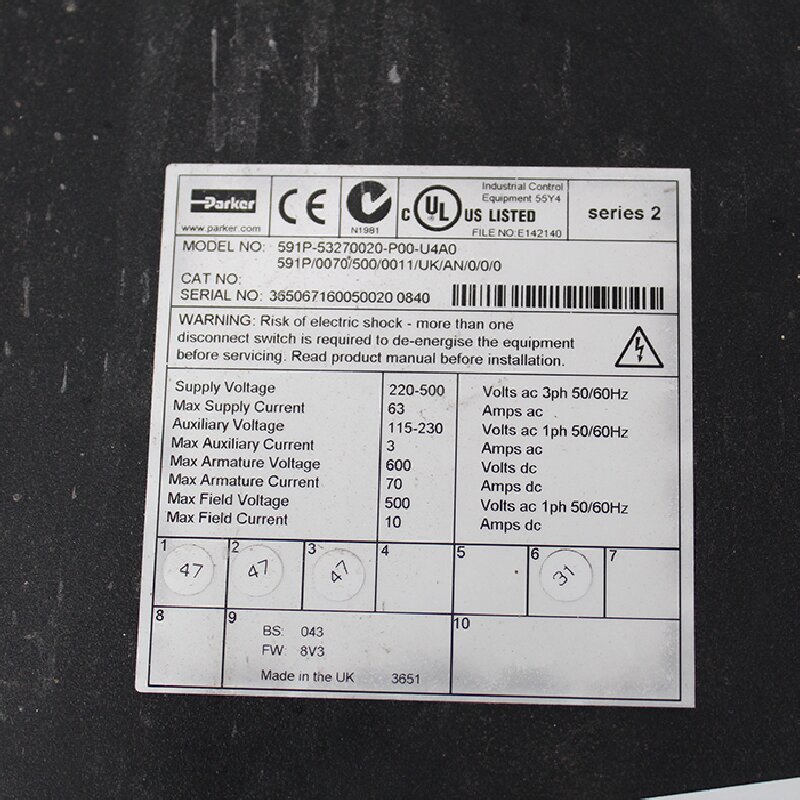 Parker
www.parker.com
CE
N1981
C UL US LISTED
Industrial Control
Equipment 55Y4
FILE NO: E142140
series 2
MODEL NO: 591P-53270020-P00-U4A0
591P/0070/500/0011/UK/AN/0/0/0
CAT NO:
SERIAL NO: 365067160050020 0840
WARNING: Risk of electric shock - more than one
disconnect switch is required to de-energise the equipment
before servicing. Read product manual before installation.
Supply Voltage 220-500 Volts ac 3ph 50/60Hz
Max Supply Current 63 Amps ac
Auxiliary Voltage 115-230 Volts ac 1ph 50/60Hz
Max Auxiliary Current 3 Amps ac
Max Armature Voltage 600 Volts dc
Max Armature Current 70 Amps dc
Max Field Voltage 500 Volts ac 1ph 50/60Hz
Max Field Current 10 Amps dc
1 2 3 4 5 6 7
47 47 47 31
8 9 10
BS: 043
FW: 8V3
Made in the UK 3651